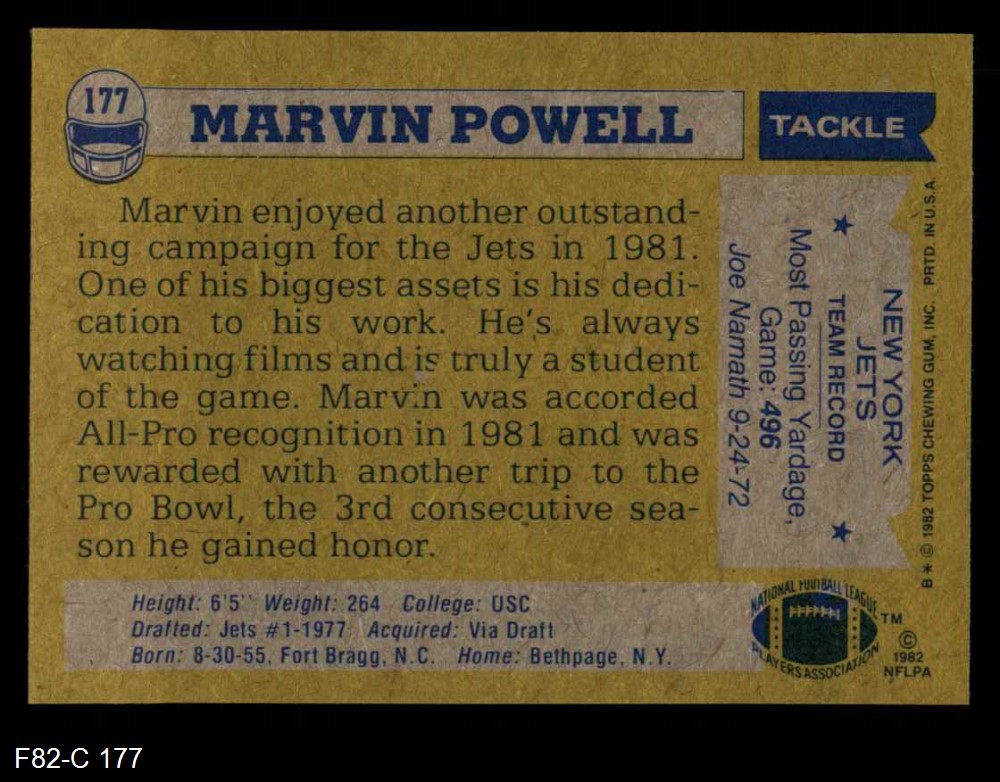 177
MARVIN POWELL
TACKLE
Marvin enjoyed another outstand-
ing campaign for the Jets in 1981.
One of his biggest assets is his dedi-
cation to his work. He's always
watching films and is truly a student
of the game. Marvin was accorded
All-Pro recognition in 1981 and was
rewarded with another trip to the
Pro Bowl, the 3rd consecutive sea-
son he gained honor.
NEW YORK
JETS
★ TEAM RECORD ★
Most Passing Yardage,
Game: 496
Joe Namath 9-24-72
B* © 1982 TOPPS CHEWING GUM, INC. PRTD. IN U.S.A.
Height: 6'5" Weight: 264 College: USC
Drafted: Jets #1-1977 Acquired: Via Draft
Born: 8-30-55, Fort Bragg, N.C. Home: Bethpage, N.Y.
NATIONAL FOOTBALL LEAGUE
PLAYERS ASSOCIATION
TM
©
1982
NFLPA
F82-C 177